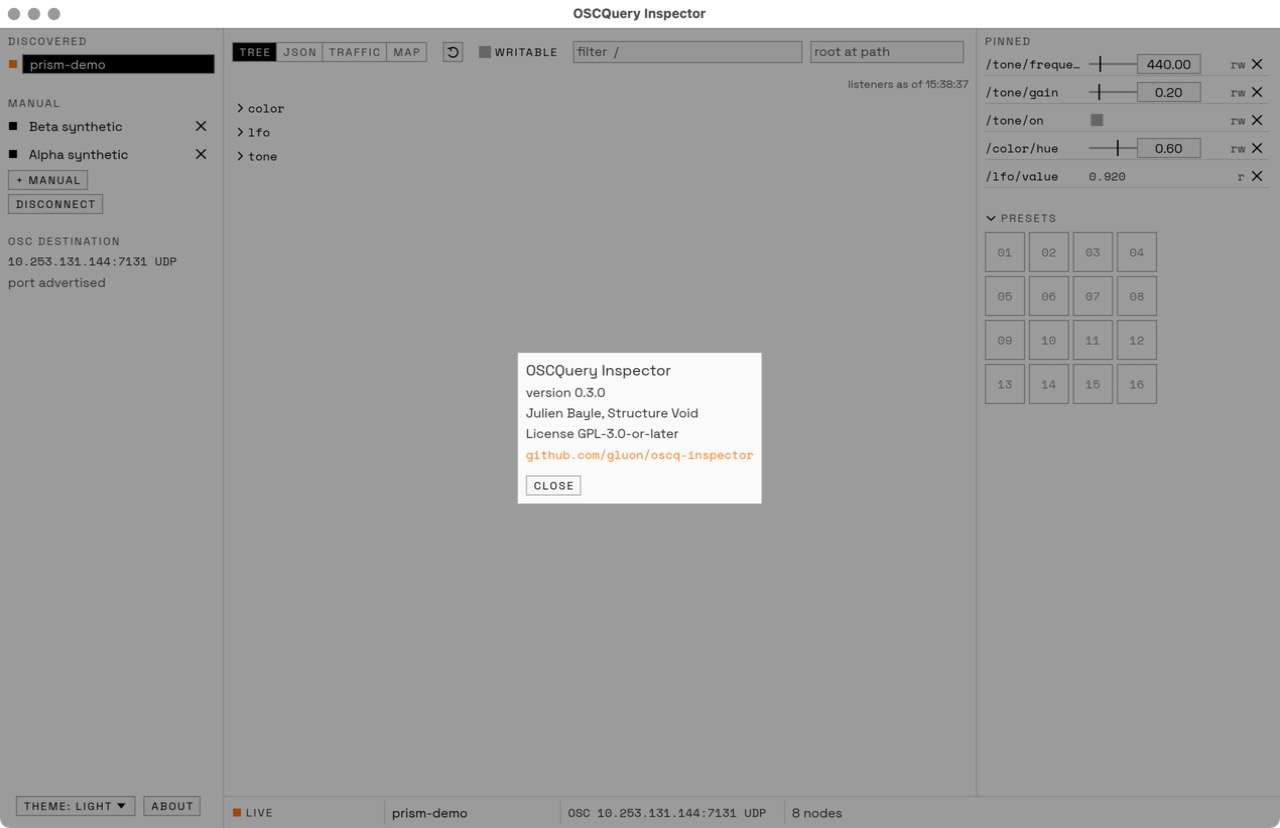 OSCQuery Inspector
DISCOVERED
prism-demo
MANUAL
Beta synthetic
Alpha synthetic
+ MANUAL
DISCONNECT
OSC DESTINATION
10.253.131.144:7131 UDP
port advertised
THEME: LIGHT
ABOUT
TREE JSON TRAFFIC MAP WRITABLE filter / root at path
listeners as of 15:38:37
color
lfo
tone
OSCQuery Inspector
version 0.3.0
Julien Bayle, Structure Void
License GPL-3.0-or-later
github.com/gluon/oscq-inspector
CLOSE
PINNED
/tone/freque… 440.00 rw
/tone/gain 0.20 rw
/tone/on rw
/color/hue 0.60 rw
/lfo/value 0.920 r
PRESETS
01 02 03 04
05 06 07 08
09 10 11 12
13 14 15 16
LIVE prism-demo OSC 10.253.131.144:7131 UDP 8 nodes